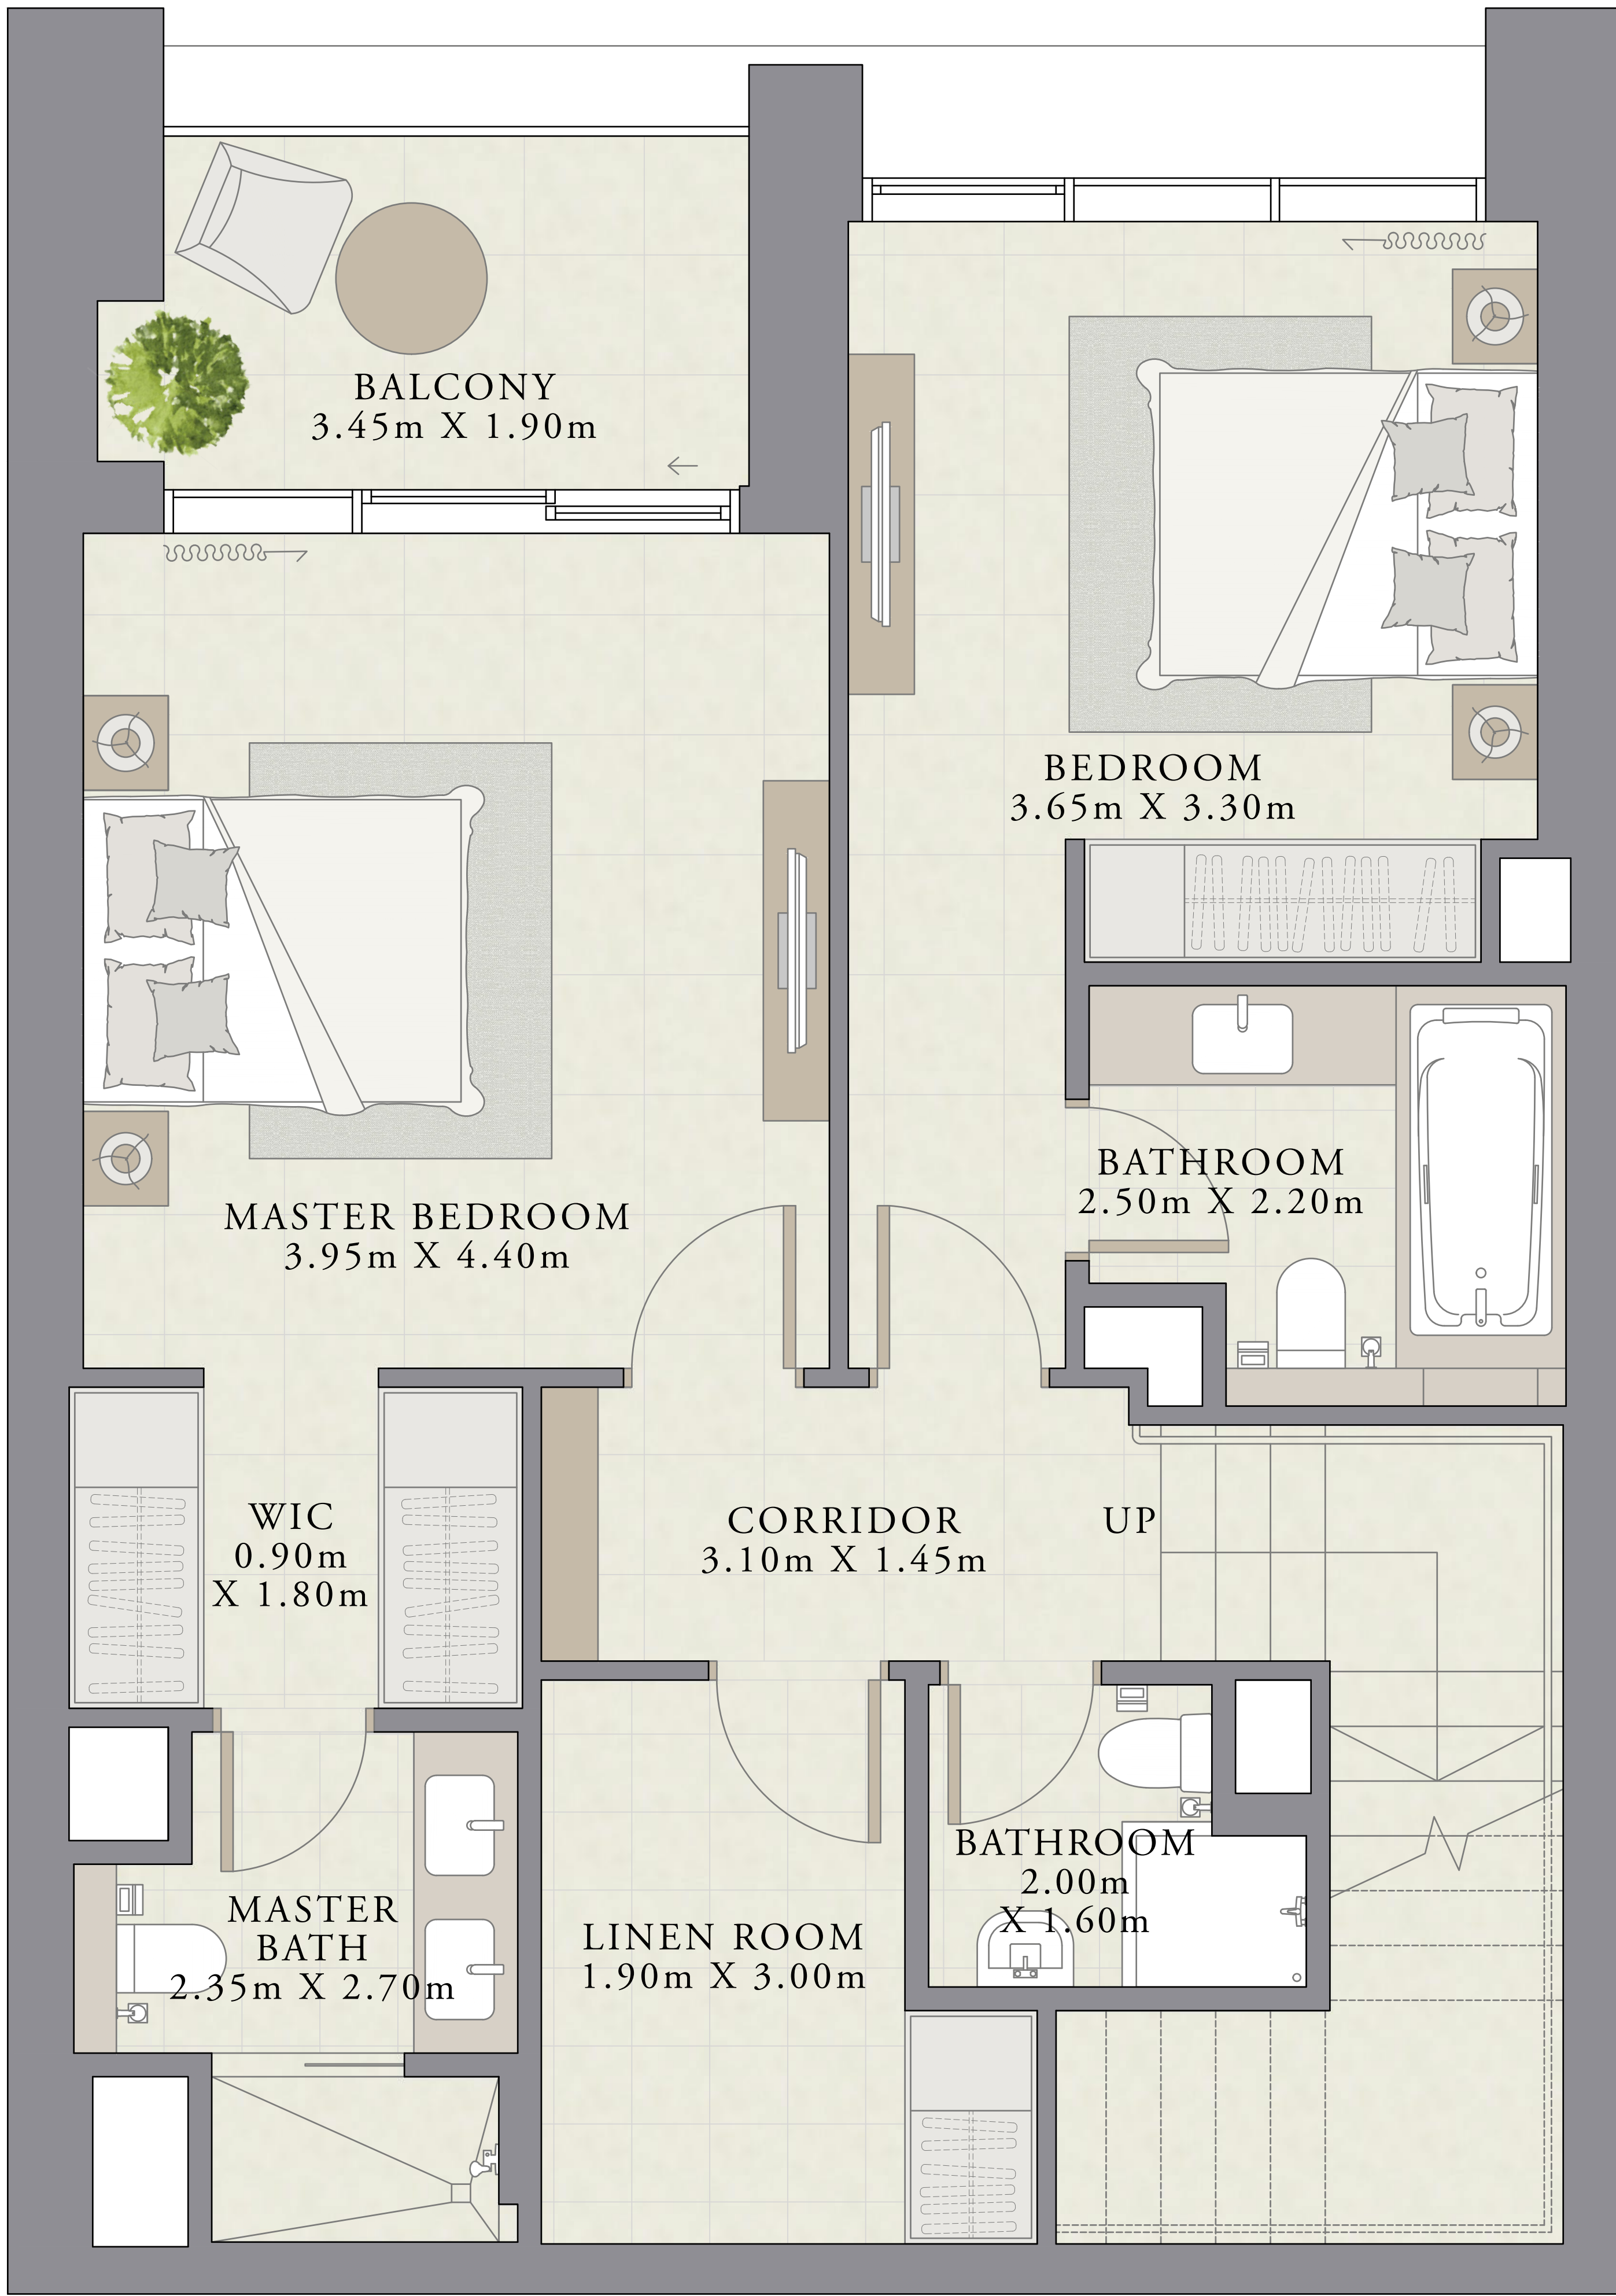 BALCONY
3.45m X 1.90m
BEDROOM
3.65m X 3.30m
BATHROOM
2.50m X 2.20m
MASTER BEDROOM
3.95m X 4.40m
WIC
0.90m
X 1.80m
CORRIDOR
3.10m X 1.45m
UP
BATHROOM
2.00m
X 1.60m
MASTER
BATH
2.35m X 2.70m
LINEN ROOM
1.90m X 3.00m